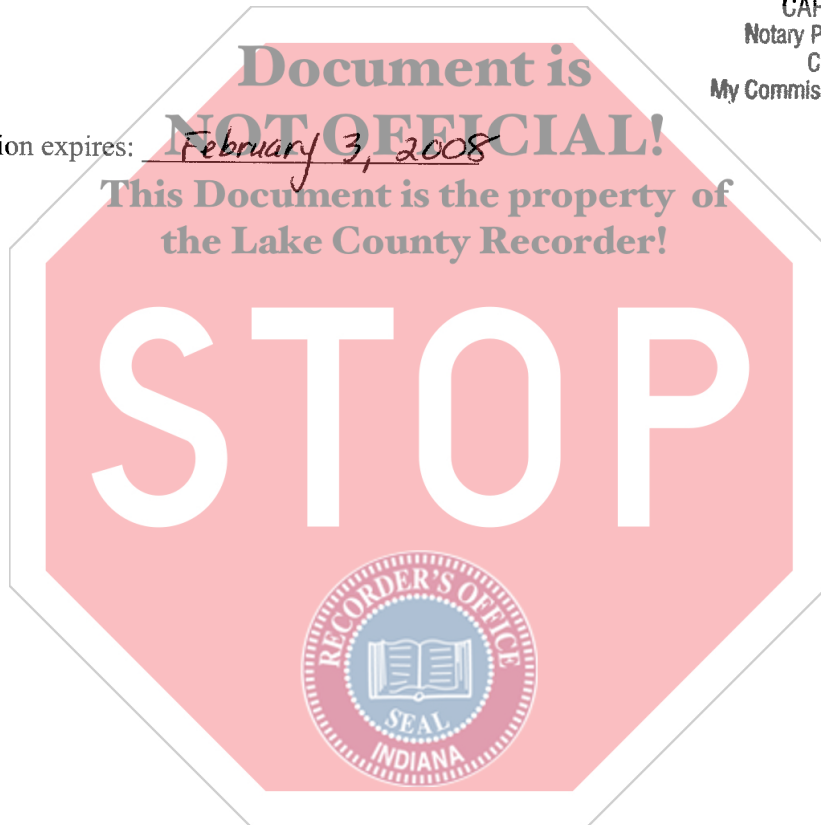 CAR
Notary P
C
My Commis
Document is
NOT OFFICIAL!
ion expires: February 3, 2008
This Document is the property of
the Lake County Recorder!
STOP
RECORDER'S OFFICE
SEAL
INDIANA